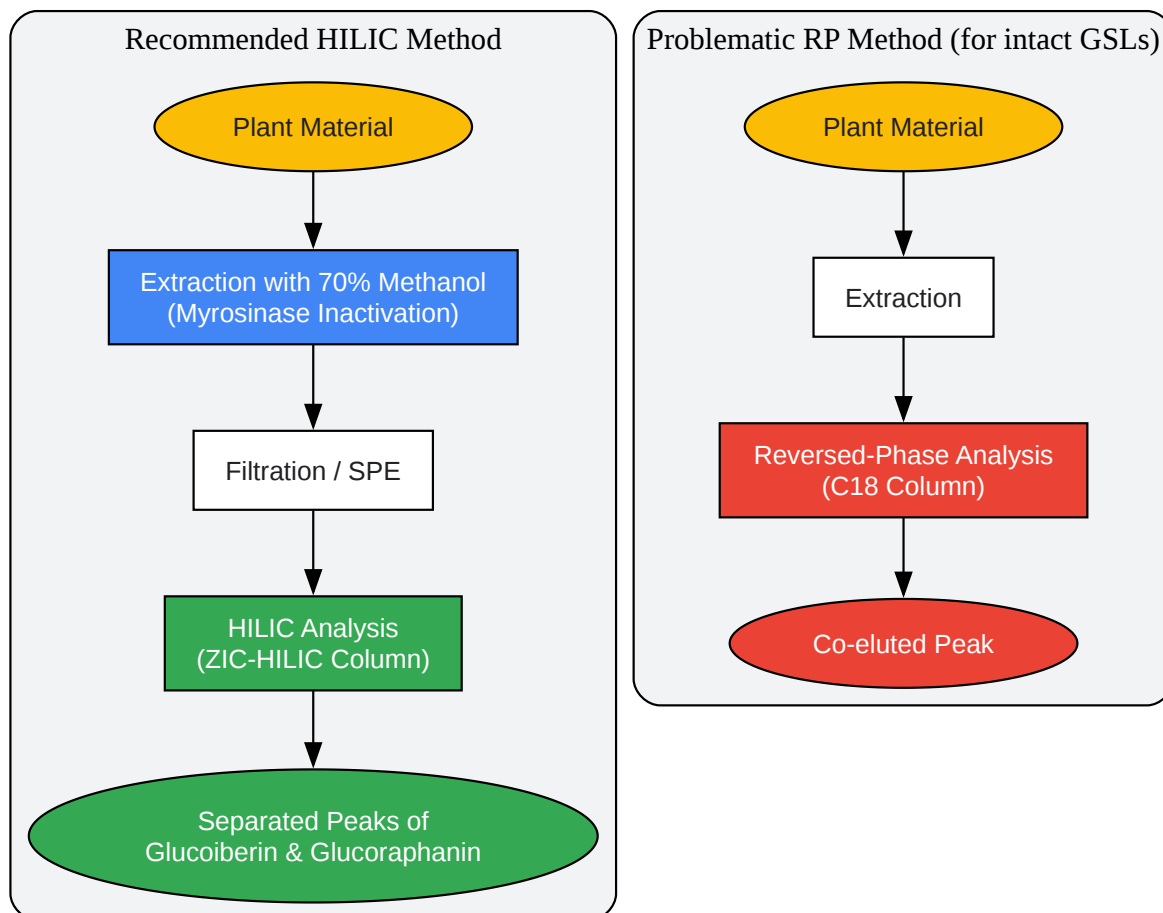 Recommended HILIC Method
Plant Material
Extraction with 70% Methanol
(Myrosinase Inactivation)
Filtration / SPE
HILIC Analysis
(ZIC-HILIC Column)
Separated Peaks of
Glucoiberin & Glucoraphanin
Problematic RP Method (for intact GSLs)
Plant Material
Extraction
Reversed-Phase Analysis
(C18 Column)
Co-eluted Peak